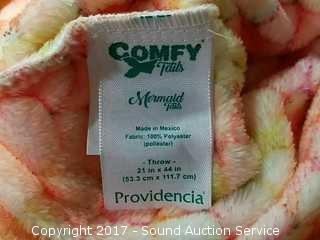 COMFY
Tails
Mermaid
Tails
Made in Mexico
Fabric: 100% Polyester
(poliester)
- Throw -
21 in x 44 in
(53.3 cm x 111.7 cm)
Providencia
Copyright 2017 - Sound Auction Service